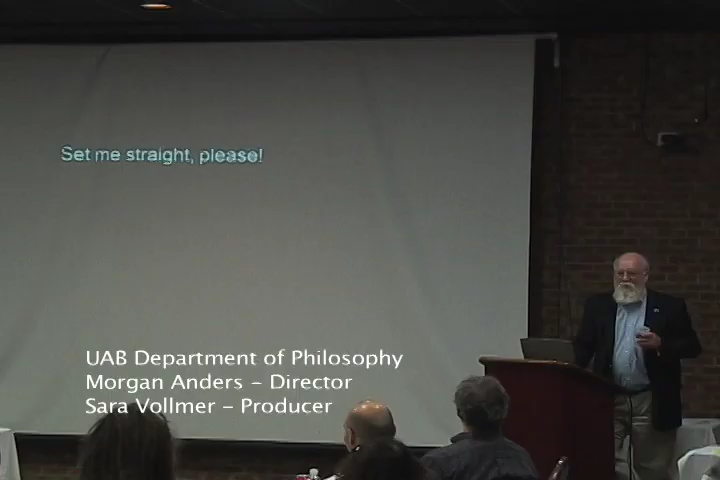 Set me straight, please!
UAB Department of Philosophy
Morgan Anders - Director
Sara Vollmer - Producer